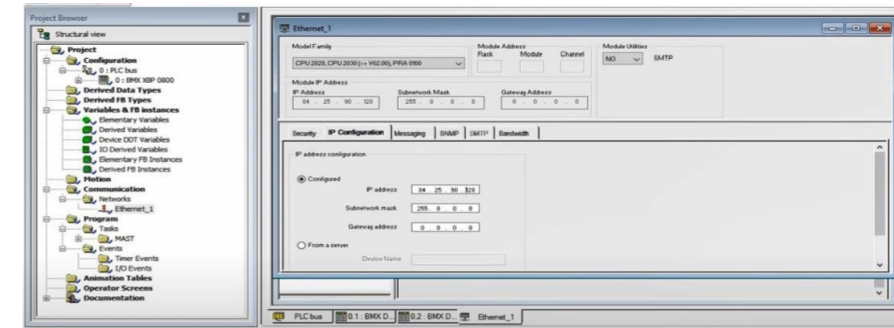 Project Browser
Structural view
Project
Configuration
0 : PLC bus
0 : BMX XBP 0800
Derived Data Types
Derived FB Types
Variables & FB instances
Elementary Variables
Derived Variables
Device DDT Variables
IO Derived Variables
Elementary FB Instances
Derived FB Instances
Motion
Communication
Networks
Ethernet_1
Program
Tasks
MAST
Events
Timer Events
I/O Events
Animation Tables
Operator Screens
Documentation
Ethernet_1
Model Family
CPU 2020, CPU 2030 (>= V02.00), PRA 0100
Module Address
Rack Module Channel
Module Utilities
NO SMTP
Module IP Address
IP Address Subnetwork Mask Gateway Address
84 . 25 . 90 . 128 255 . 0 . 0 . 0 0 . 0 . 0 . 0
Security IP Configuration Messaging SNMP SMTP Bandwidth
IP address configuration
Configured
IP address 84 . 25 . 90 . 128
Subnetwork mask 255 . 0 . 0 . 0
Gateway address 0 . 0 . 0 . 0
From a server
Device Name
PLC bus 0.1 : BMX D... 0.2 : BMX D... Ethernet_1